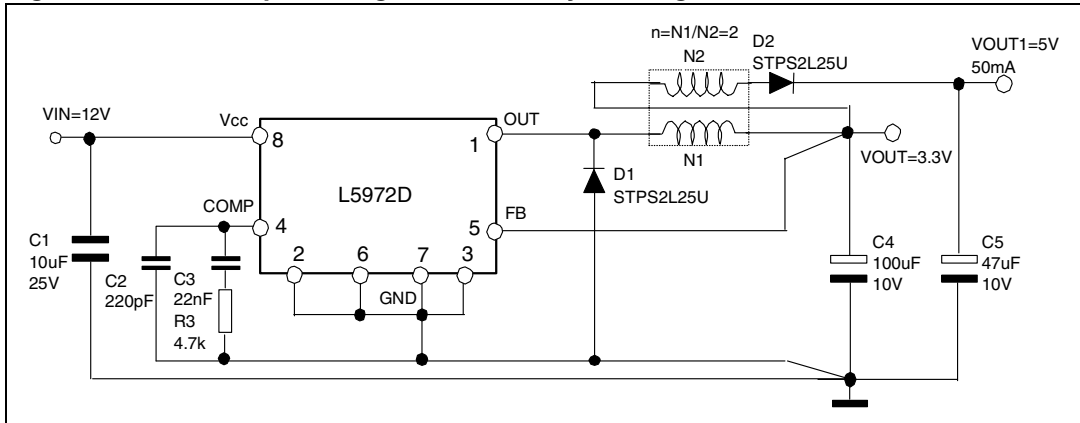 n=N1/N2=2
N2
D2
STPS2L25U
VOUT1=5V
50mA
VIN=12V
Vcc
8
OUT
1
N1
VOUT=3.3V
D1
STPS2L25U
L5972D
COMP
4
FB
5
C1
10uF
25V
C2
220pF
C3
22nF
R3
4.7k
2
6
7
3
GND
C4
100uF
10V
C5
47uF
10V